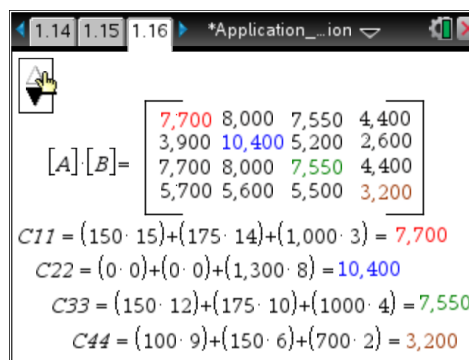 1.14 1.15 1.16 *Application_...ion
7,700 8,000 7,550 4,400
3,900 10,400 5,200 2,600
[A]·[B]=
7,700 8,000 7,550 4,400
5,700 5,600 5,500 3,200
C11 = (150· 15)+(175· 14)+(1,000· 3) = 7,700
C22 = (0· 0)+(0· 0)+(1,300· 8) =10,400
C33 = (150· 12)+(175· 10)+(1000· 4) =7,550
C44 = (100· 9)+(150· 6)+(700· 2) = 3,200